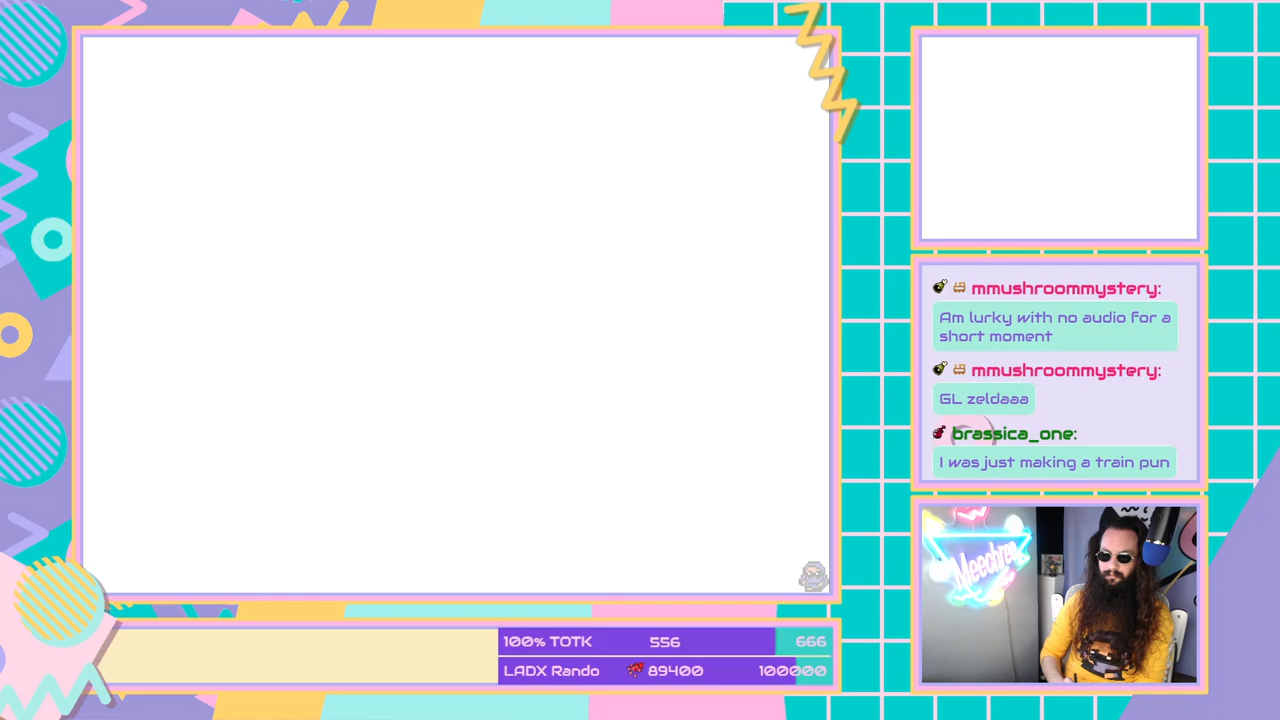 mmushroommystery:
Am lurky with no audio for a
short moment
mmushroommystery:
GL zeldaaa
brassica_one:
I was just making a train pun
Meechree
100% TOTK 556 666
LADX Rando 89400 100000